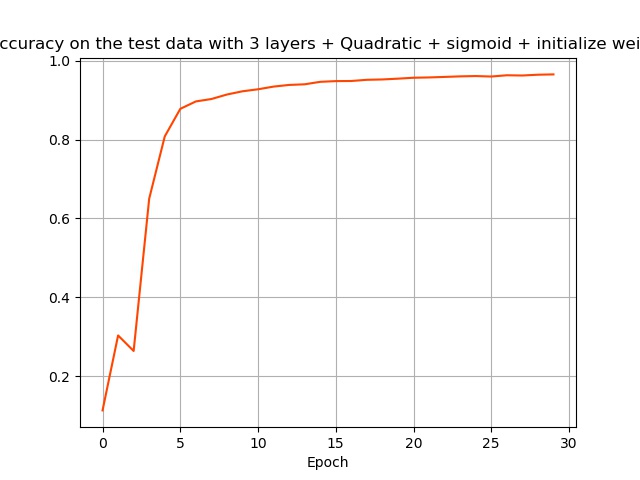 ccuracy on the test data with 3 layers + Quadratic + sigmoid + initialize wei
1.0
0.8
0.6
0.4
0.2
0 5 10 15 20 25 30
Epoch